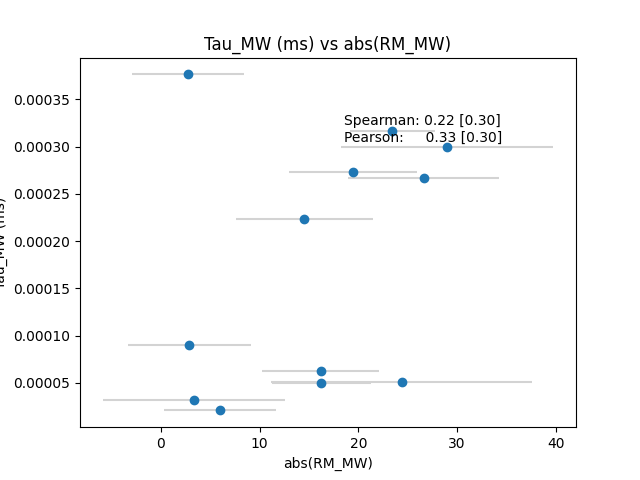 Tau_MW (ms) vs abs(RM_MW)
Spearman: 0.22 [0.30]
Pearson: 0.33 [0.30]
0.00035
0.00030
0.00025
0.00020
0.00015
0.00010
0.00005
0 10 20 30 40
abs(RM_MW)